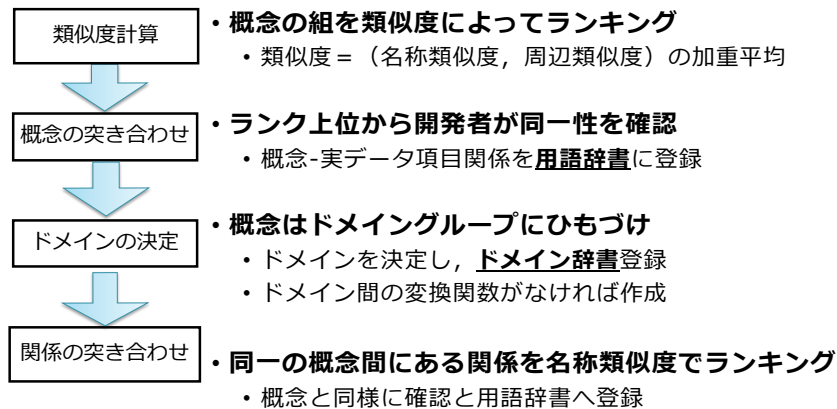 類似度計算
・概念の組を類似度によってランキング
・類似度=(名称類似度,周辺類似度)の加重平均
概念の突き合わせ
・ランク上位から開発者が同一性を確認
・概念-実データ項目関係を用語辞書に登録
ドメインの決定
・概念はドメイングループにひもづけ
・ドメインを決定し,ドメイン辞書登録
・ドメイン間の変換関数がなければ作成
関係の突き合わせ
・同一の概念間にある関係を名称類似度でランキング
・概念と同様に確認と用語辞書へ登録